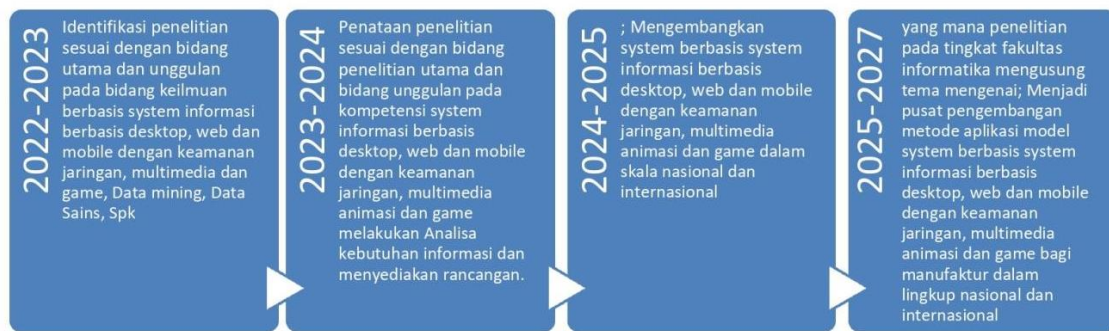 2022-2023
Identifikasi penelitian
sesuai dengan bidang
utama dan unggulan
pada bidang keilmuan
berbasis system informasi
berbasis desktop, web dan
mobile dengan keamanan
jaringan, multimedia dan
game, Data mining, Data
Sains, Spk
2023-2024
Penataan penelitian
sesuai dengan bidang
penelitian utama dan
bidang unggulan pada
kompetensi system
informasi berbasis
desktop, web dan mobile
dengan keamanan
jaringan, multimedia
animasi dan game
melakukan Analisa
kebutuhan informasi dan
menyediakan rancangan.
2024-2025
; Mengembangkan
system berbasis system
informasi berbasis
desktop, web dan mobile
dengan keamanan
jaringan, multimedia
animasi dan game dalam
skala nasional dan
internasional
2025-2027
yang mana penelitian
pada tingkat fakultas
informatika mengusung
tema mengenai; Menjadi
pusat pengembangan
metode aplikasi model
system berbasis system
informasi berbasis
desktop, web dan mobile
dengan keamanan
jaringan, multimedia
animasi dan game bagi
manufaktur dalam
lingkup nasional dan
internasional